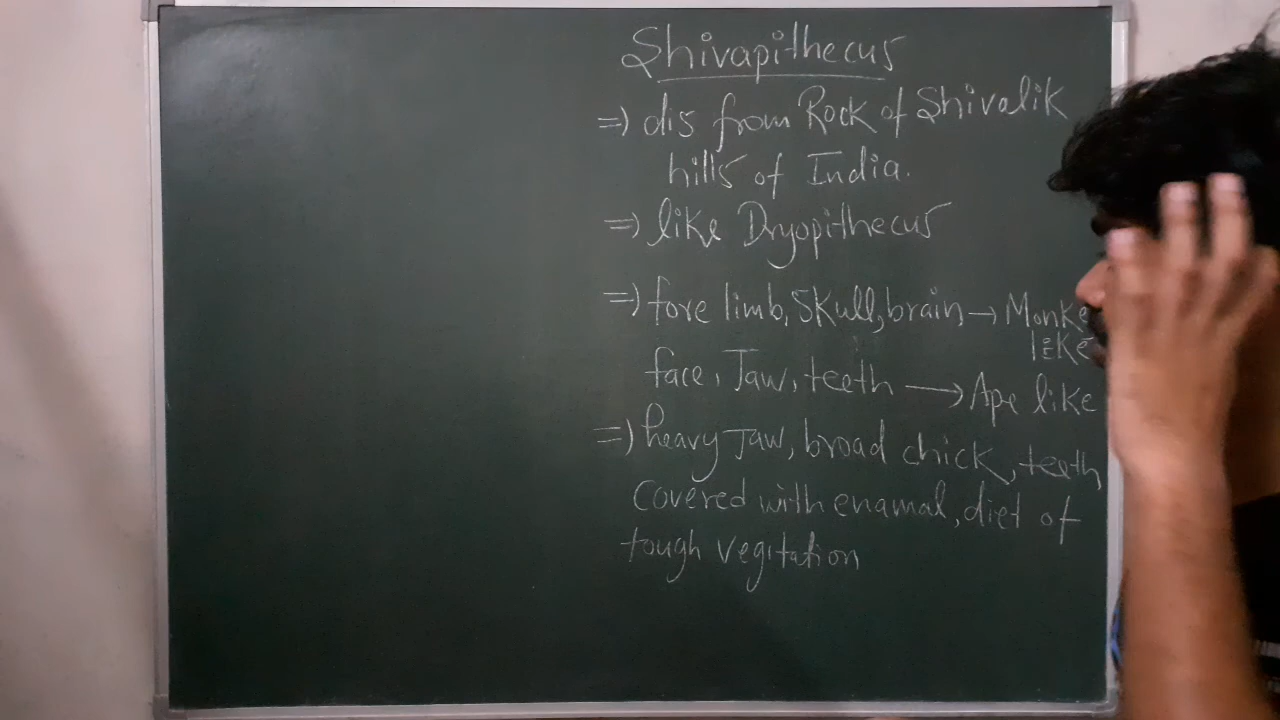 Shivapithecus
=) dis from Rock of Shivalik
hills of India.
=) like Dryopithecus
=) fore limb, Skull, brain → Monke
like
face, Jaw, teeth → Ape like
=) heavy Jaw, broad chick, teeth
covered with enamal, diet of
tough vegitation